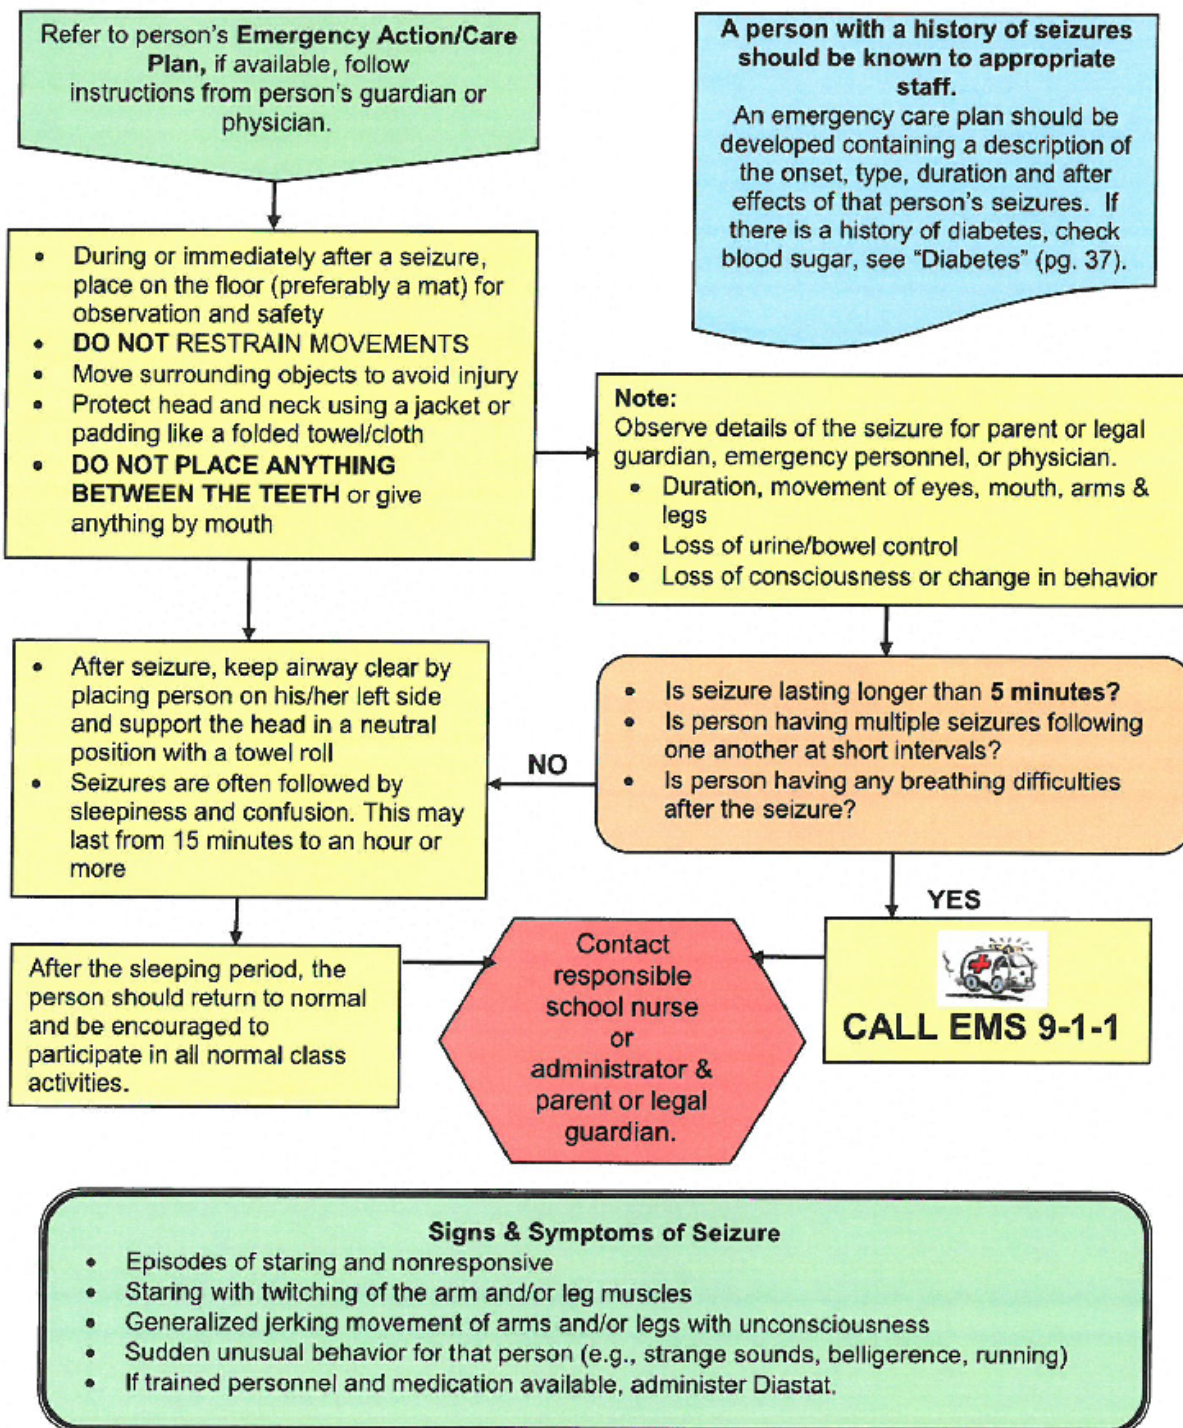 Refer to person's Emergency Action/Care
Plan, if available, follow
instructions from person's guardian or
physician.
A person with a history of seizures
should be known to appropriate
staff.
An emergency care plan should be
developed containing a description of
the onset, type, duration and after
effects of that person's seizures. If
there is a history of diabetes, check
blood sugar, see "Diabetes" (pg. 37).
• During or immediately after a seizure,
place on the floor (preferably a mat) for
observation and safety
• DO NOT RESTRAIN MOVEMENTS
• Move surrounding objects to avoid injury
• Protect head and neck using a jacket or
padding like a folded towel/cloth
• DO NOT PLACE ANYTHING
BETWEEN THE TEETH or give
anything by mouth
Note:
Observe details of the seizure for parent or legal
guardian, emergency personnel, or physician.
• Duration, movement of eyes, mouth, arms &
legs
• Loss of urine/bowel control
• Loss of consciousness or change in behavior
• After seizure, keep airway clear by
placing person on his/her left side
and support the head in a neutral
position with a towel roll
• Seizures are often followed by
sleepiness and confusion. This may
last from 15 minutes to an hour or
more
NO
• Is seizure lasting longer than 5 minutes?
• Is person having multiple seizures following
one another at short intervals?
• Is person having any breathing difficulties
after the seizure?
YES
After the sleeping period, the
person should return to normal
and be encouraged to
participate in all normal class
activities.
Contact
responsible
school nurse
or
administrator &
parent or legal
guardian.
CALL EMS 9-1-1
Signs & Symptoms of Seizure
• Episodes of staring and nonresponsive
• Staring with twitching of the arm and/or leg muscles
• Generalized jerking movement of arms and/or legs with unconsciousness
• Sudden unusual behavior for that person (e.g., strange sounds, belligerence, running)
• If trained personnel and medication available, administer Diastat.